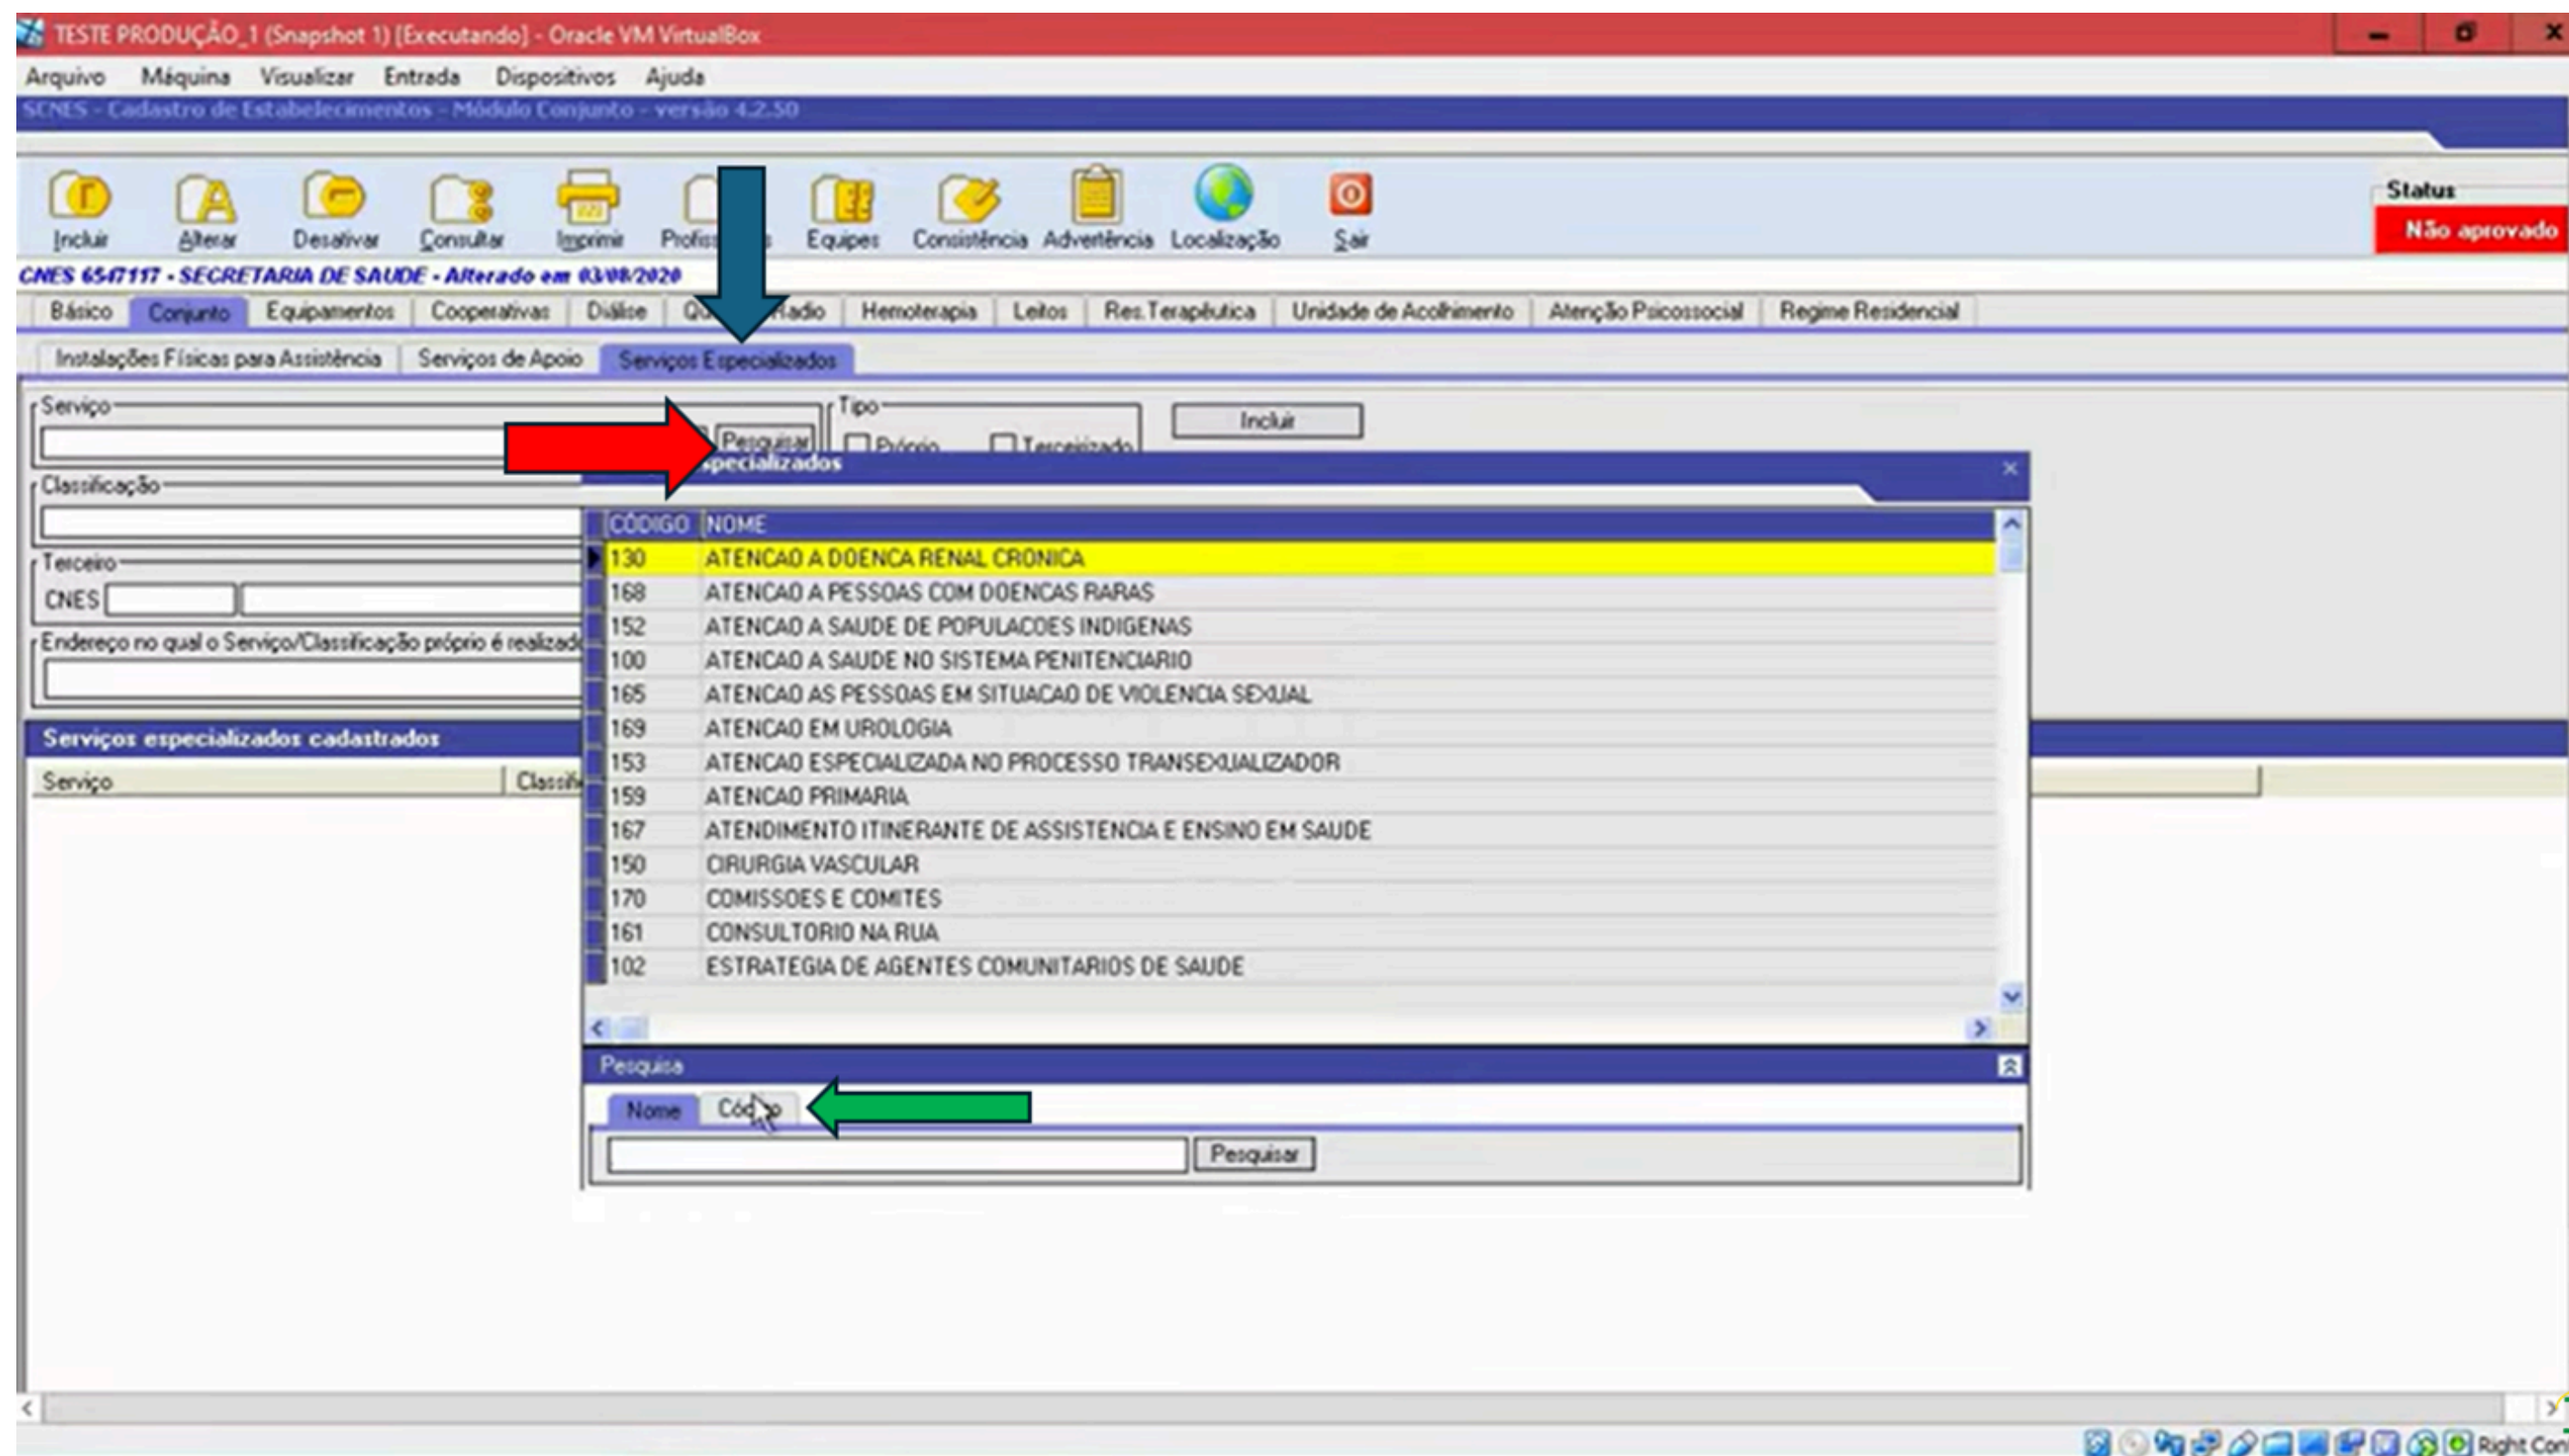 TESTE PRODUÇÃO_1 (Snapshot 1) [Executando] - Oracle VM VirtualBox
Arquivo Máquina Visualizar Entrada Dispositivos Ajuda
SCNES - Cadastro de Estabelecimentos - Módulo Conjunto - versão 4.2.50
Status
Não aprovado
Incluir Alterar Desativar Consultar Imprimir Equipes Consistência Advertência Localização Sair
CNES 6547117 - SECRETARIA DE SAUDE - Alterado em 03/08/2020
Básico Conjunto Equipamentos Cooperativas Diálise Hemoterapia Leitos Res.Terapêutica Unidade de Acolhimento Atenção Psicossocial Regime Residencial
Instalações Físicas para Assistência Serviços de Apoio Serviços Especializados
Serviço Tipo
Pesquisar Próprio Terceirizado Incluir
pecializados
Classificação
Terceiro
CNES
Endereço no qual o Serviço/Classificação próprio é realizado
Serviços especializados cadastrados
Serviço
CÓDIGO NOME
130 ATENCAO A DOENCA RENAL CRONICA
168 ATENCAO A PESSOAS COM DOENCAS RARAS
152 ATENCAO A SAUDE DE POPULACOES INDIGENAS
100 ATENCAO A SAUDE NO SISTEMA PENITENCIARIO
165 ATENCAO AS PESSOAS EM SITUACAO DE VIOLENCIA SEXUAL
169 ATENCAO EM UROLOGIA
153 ATENCAO ESPECIALIZADA NO PROCESSO TRANSEXUALIZADOR
159 ATENCAO PRIMARIA
167 ATENDIMENTO ITINERANTE DE ASSISTENCIA E ENSINO EM SAUDE
150 CIRURGIA VASCULAR
170 COMISSOES E COMITES
161 CONSULTORIO NA RUA
102 ESTRATEGIA DE AGENTES COMUNITARIOS DE SAUDE
Pesquisa
Nome Código
Pesquisar
Right Con